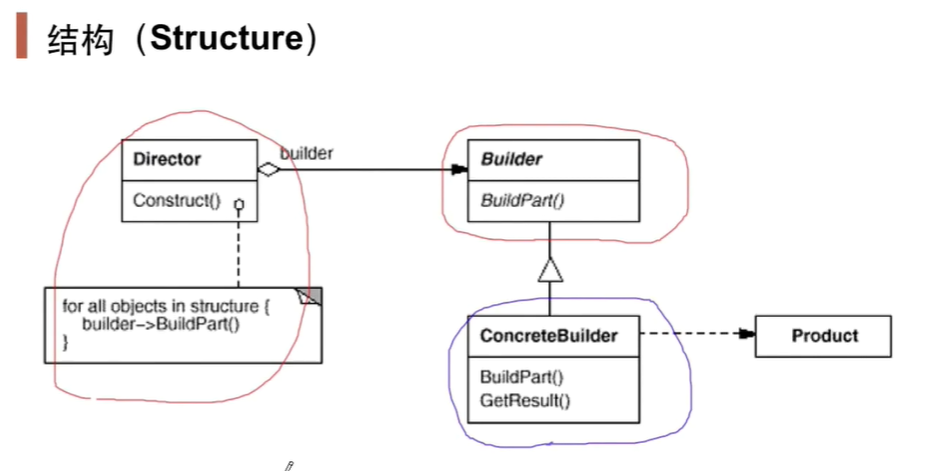 结构（Structure）
Director
builder
Builder
Construct()
BuildPart()
for all objects in structure {
builder->BuildPart()
}
ConcreteBuilder
Product
BuildPart()
GetResult()